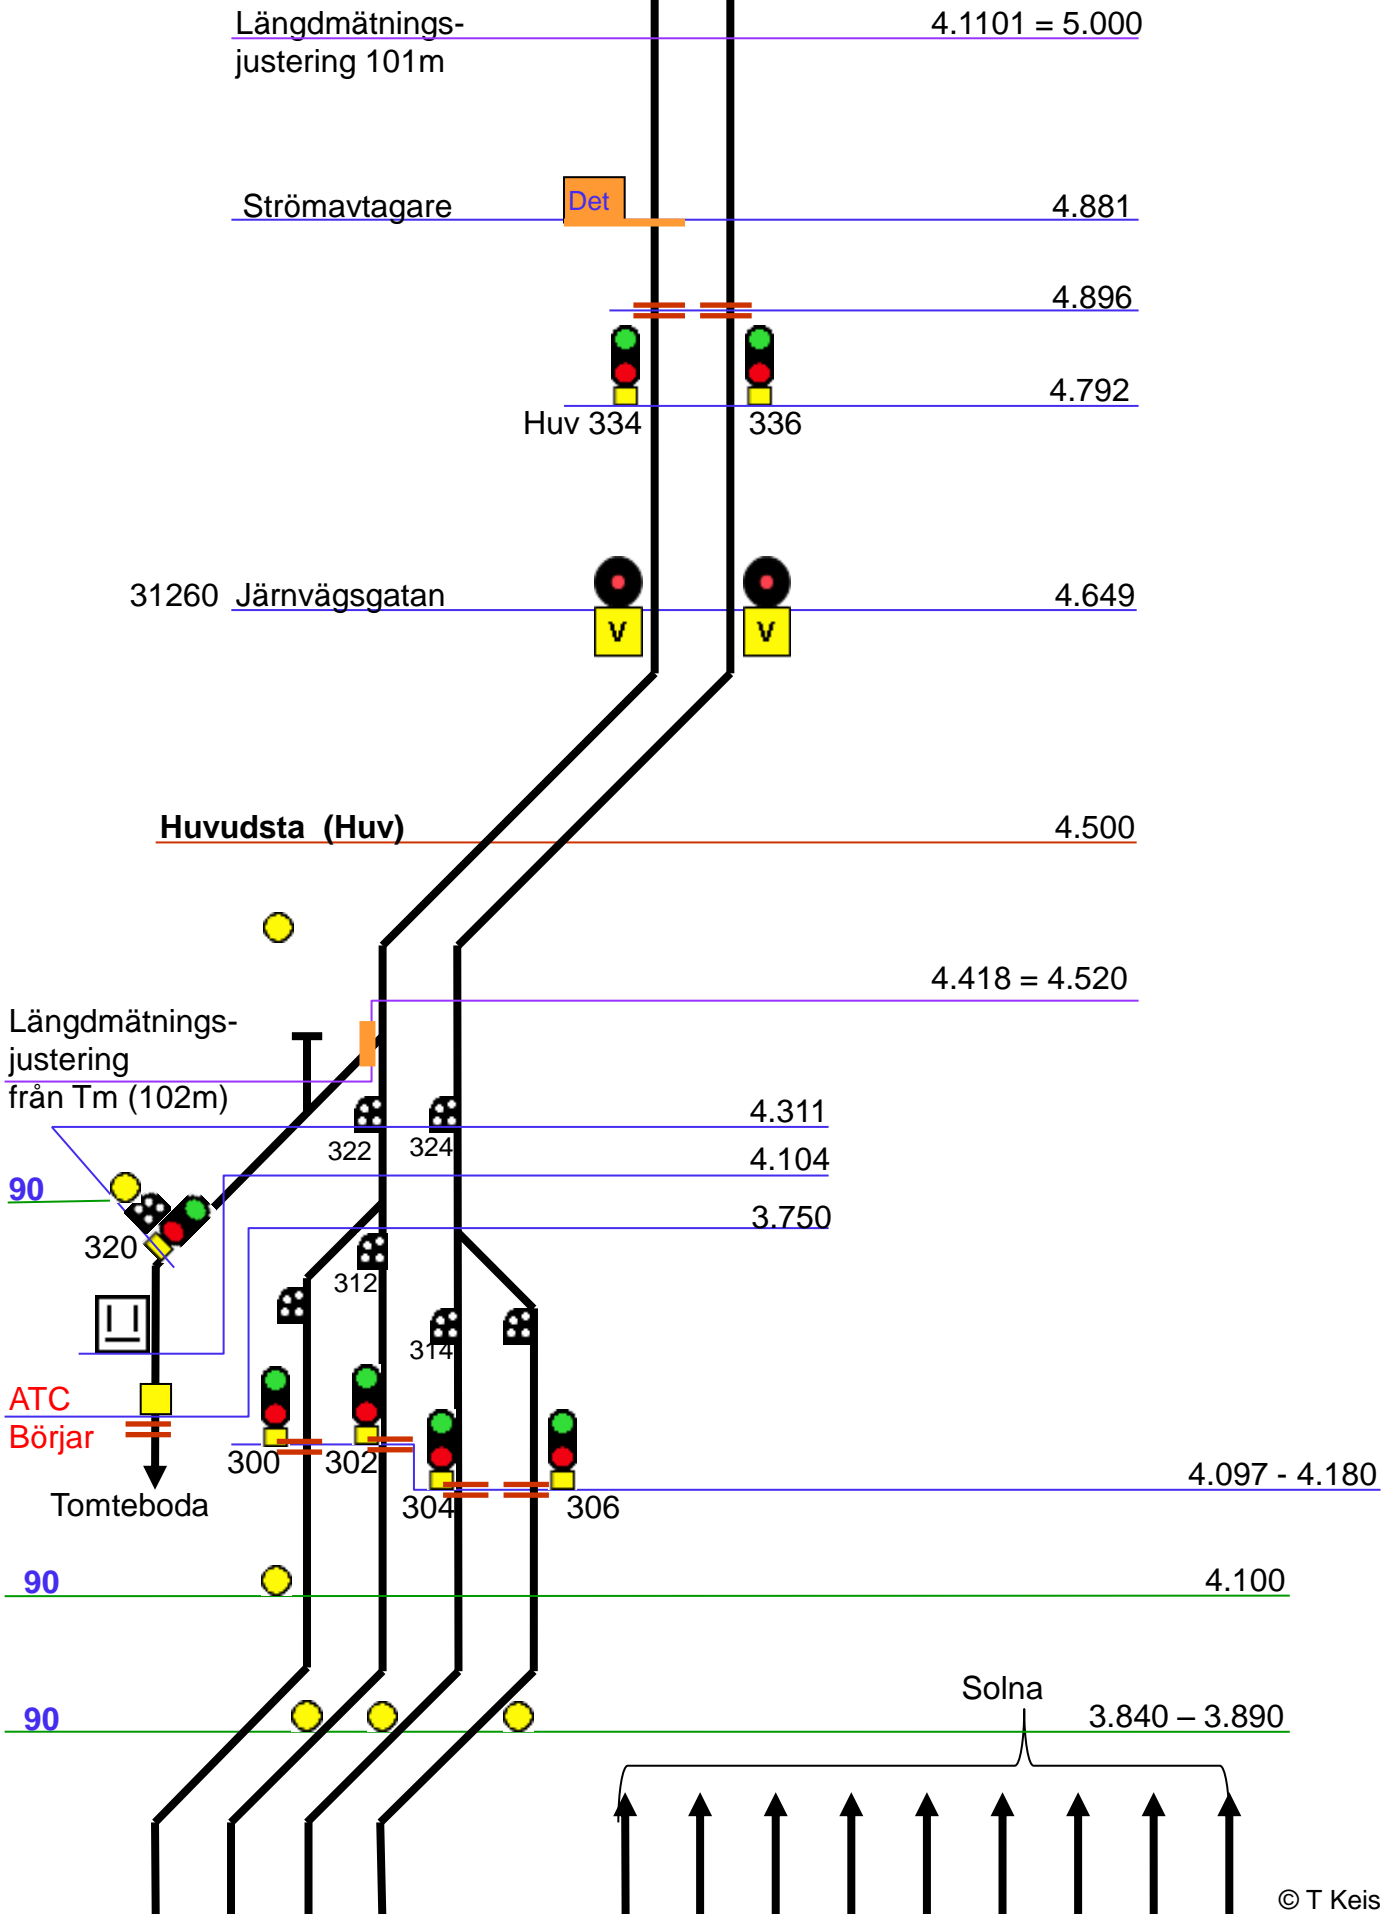 Längdmätnings-
justering 101m
4.1101 = 5.000
Strömavtagare
Det
4.881
4.896
4.792
Huv 334
336
31260 Järnvägsgatan
V
V
4.649
Huvudsta (Huv)
4.500
4.418 = 4.520
Längdmätnings-
justering
från Tm (102m)
4.311
322
324
4.104
90
3.750
320
312
314
ATC
Börjar
300
302
304
306
4.097 - 4.180
Tomteboda
90
4.100
Solna
90
3.840 – 3.890
© T Keis